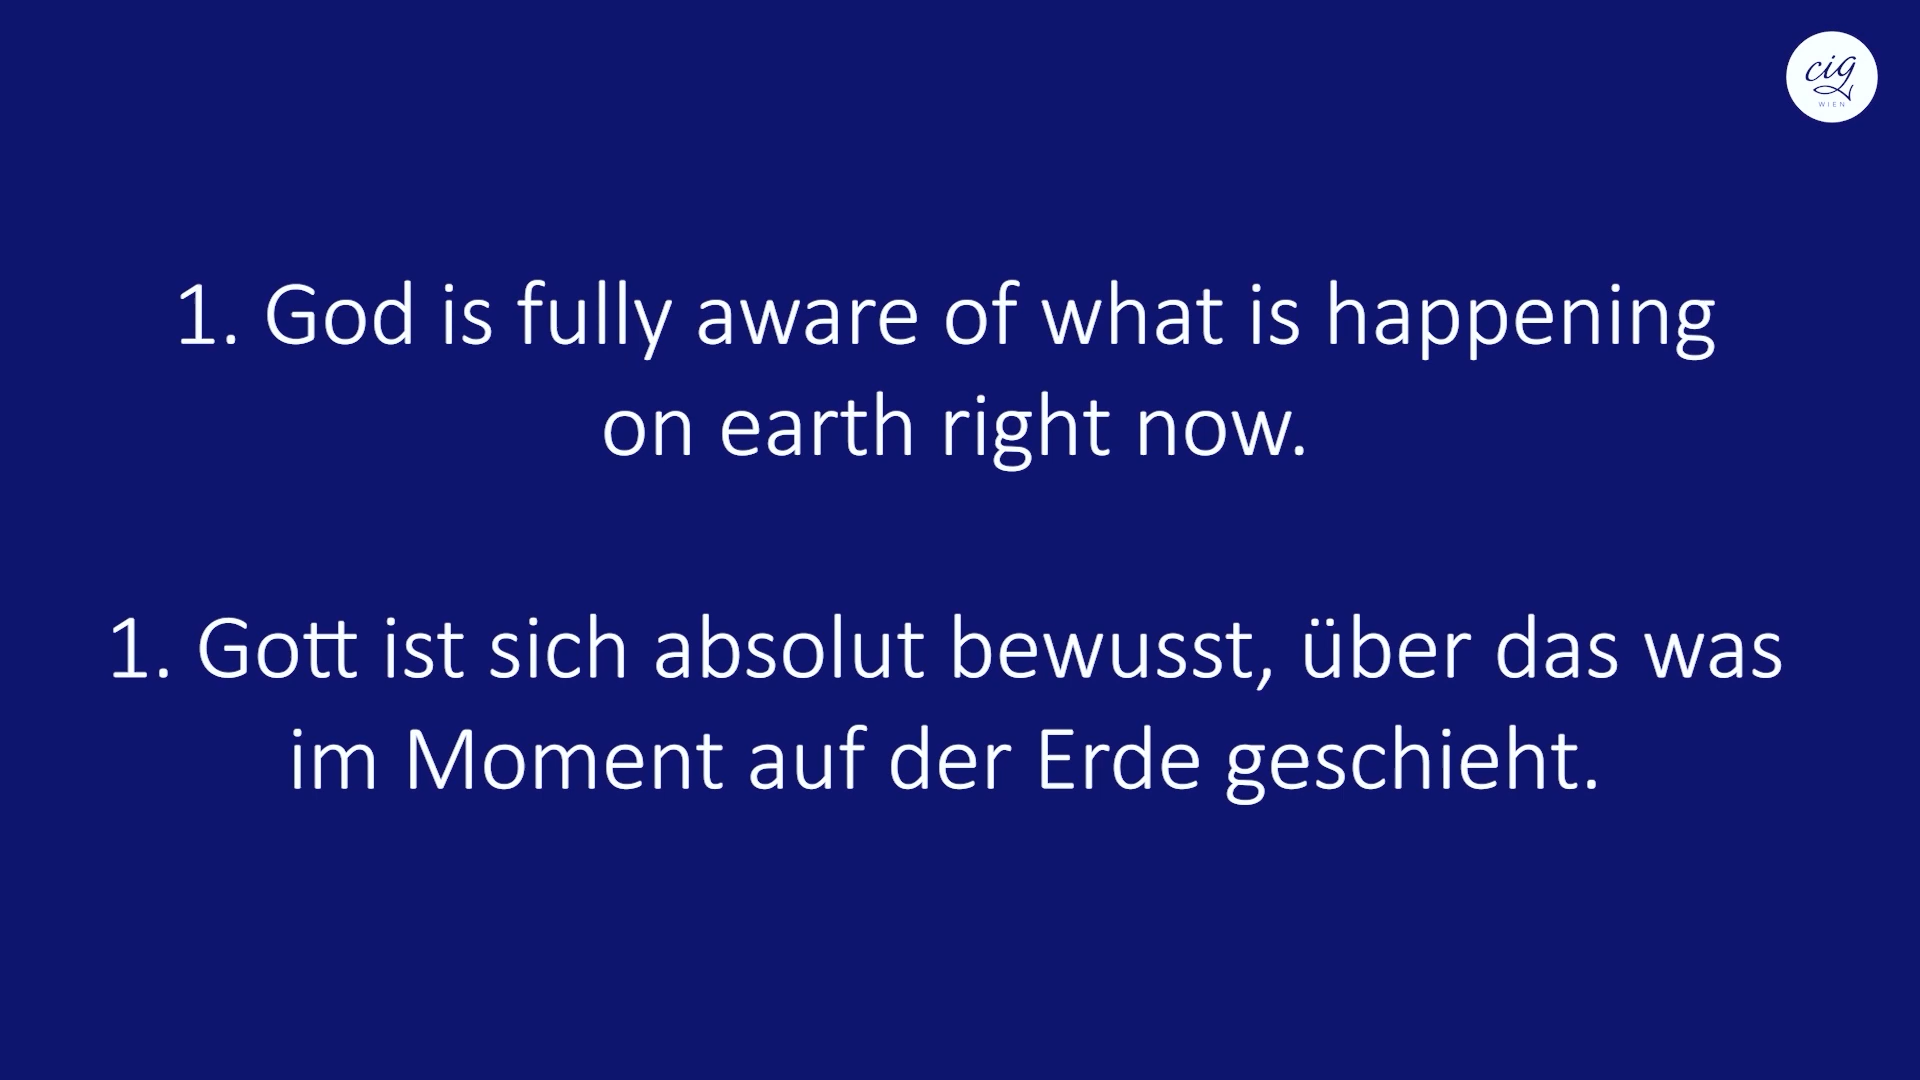 cig
WIEN
1. God is fully aware of what is happening
on earth right now.
1. Gott ist sich absolut bewusst, über das was
im Moment auf der Erde geschieht.